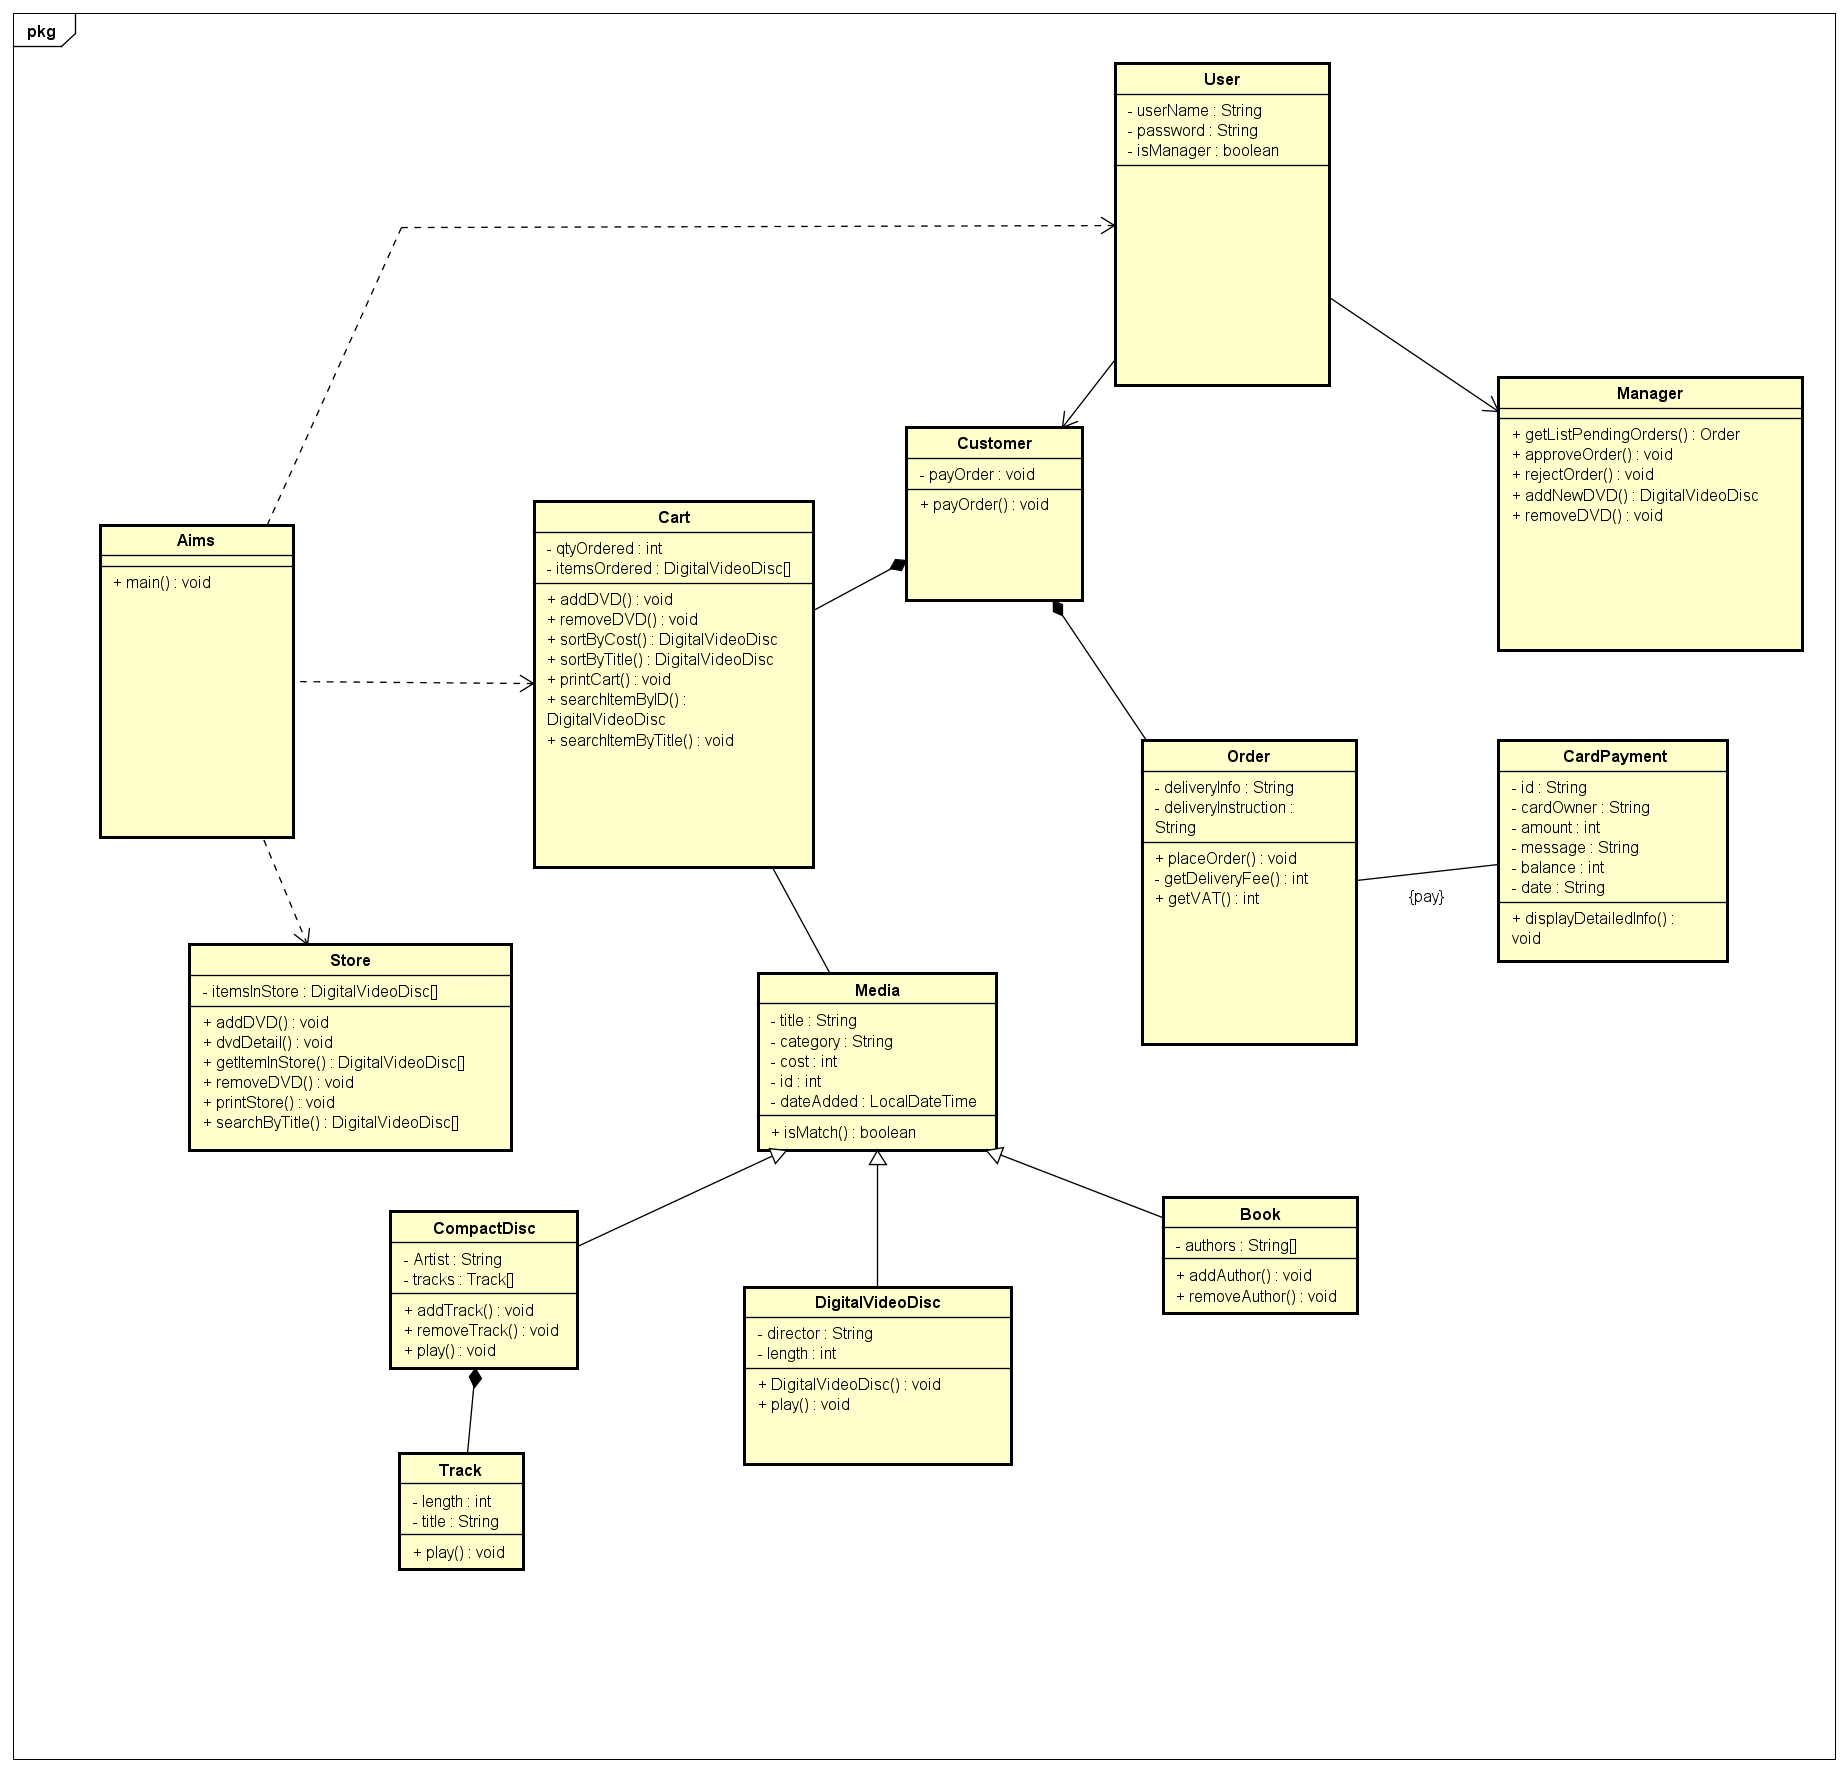 pkg
User
- userName : String
- password : String
- isManager : boolean
Manager
+ getListPendingOrders() : Order
+ approveOrder() : void
+ rejectOrder() : void
+ addNewDVD() : DigitalVideoDisc
+ removeDVD() : void
Customer
- payOrder : void
+ payOrder() : void
Cart
- qtyOrdered : int
- itemsOrdered : DigitalVideoDisc[]
+ addDVD() : void
+ removeDVD() : void
+ sortByCost() : DigitalVideoDisc
+ sortByTitle() : DigitalVideoDisc
+ printCart() : void
+ searchItemByID() :
DigitalVideoDisc
+ searchItemByTitle() : void
Aims
+ main() : void
Order
- deliveryInfo : String
- deliveryInstruction :
String
+ placeOrder() : void
- getDeliveryFee() : int
+ getVAT() : int
{pay}
CardPayment
- id : String
- cardOwner : String
- amount : int
- message : String
- balance : int
- date : String
+ displayDetailedInfo() :
void
Store
- itemsInStore : DigitalVideoDisc[]
+ addDVD() : void
+ dvdDetail() : void
+ getItemInStore() : DigitalVideoDisc[]
+ removeDVD() : void
+ printStore() : void
+ searchByTitle() : DigitalVideoDisc[]
Media
- title : String
- category : String
- cost : int
- id : int
- dateAdded : LocalDateTime
+ isMatch() : boolean
CompactDisc
- Artist : String
- tracks : Track[]
+ addTrack() : void
+ removeTrack() : void
+ play() : void
DigitalVideoDisc
- director : String
- length : int
+ DigitalVideoDisc() : void
+ play() : void
Book
- authors : String[]
+ addAuthor() : void
+ removeAuthor() : void
Track
- length : int
- title : String
+ play() : void